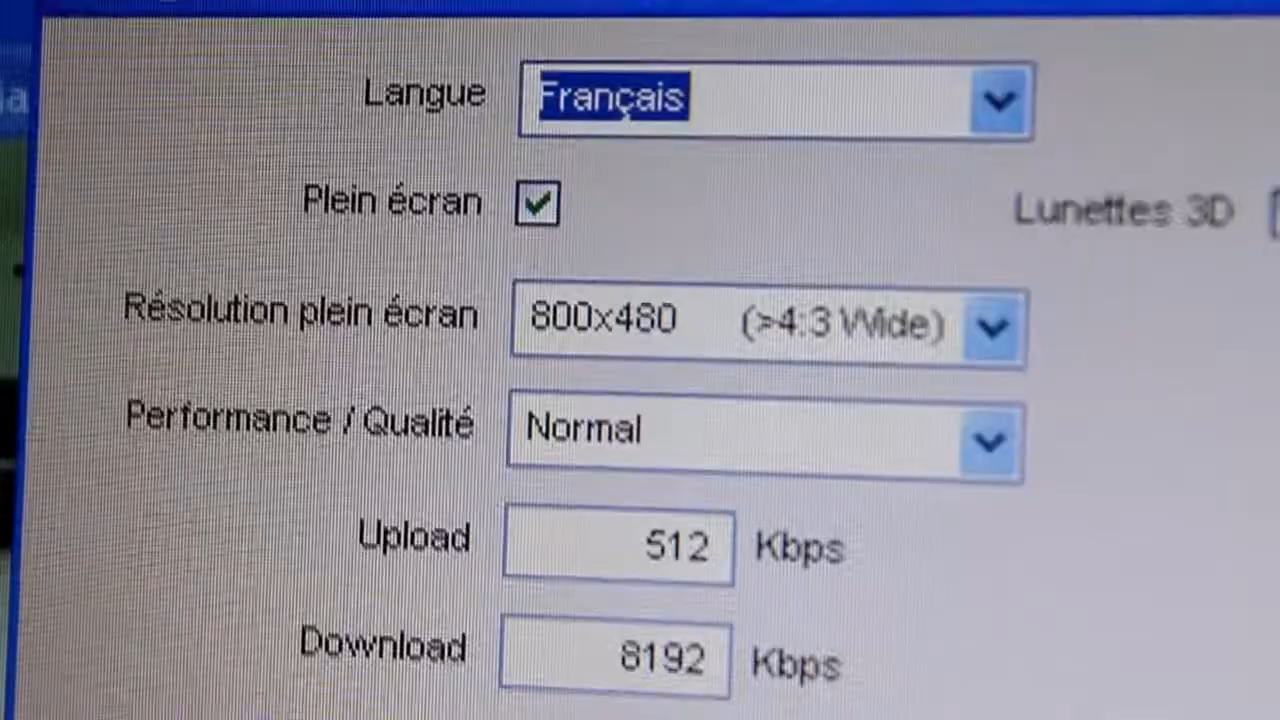 Langue Français
Plein écran Lunettes 3D
Résolution plein écran 800x480 (>4:3 Wide)
Performance / Qualité Normal
Upload 512 Kbps
Download 8192 Kbps